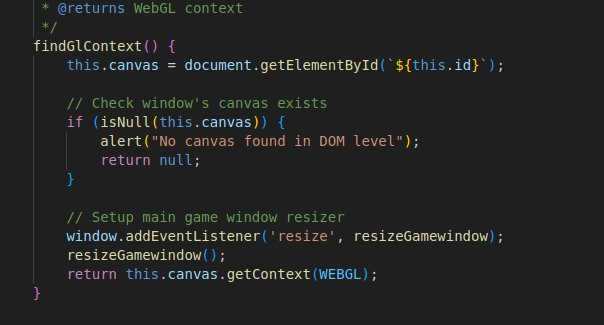 * @returns WebGL context
*/
findGlContext() {
this.canvas = document.getElementById(`${this.id}`);
// Check window's canvas exists
if (isNull(this.canvas)) {
alert("No canvas found in DOM level");
return null;
}
// Setup main game window resizer
window.addEventListener('resize', resizeGamewindow);
resizeGamewindow();
return this.canvas.getContext(WEBGL);
}